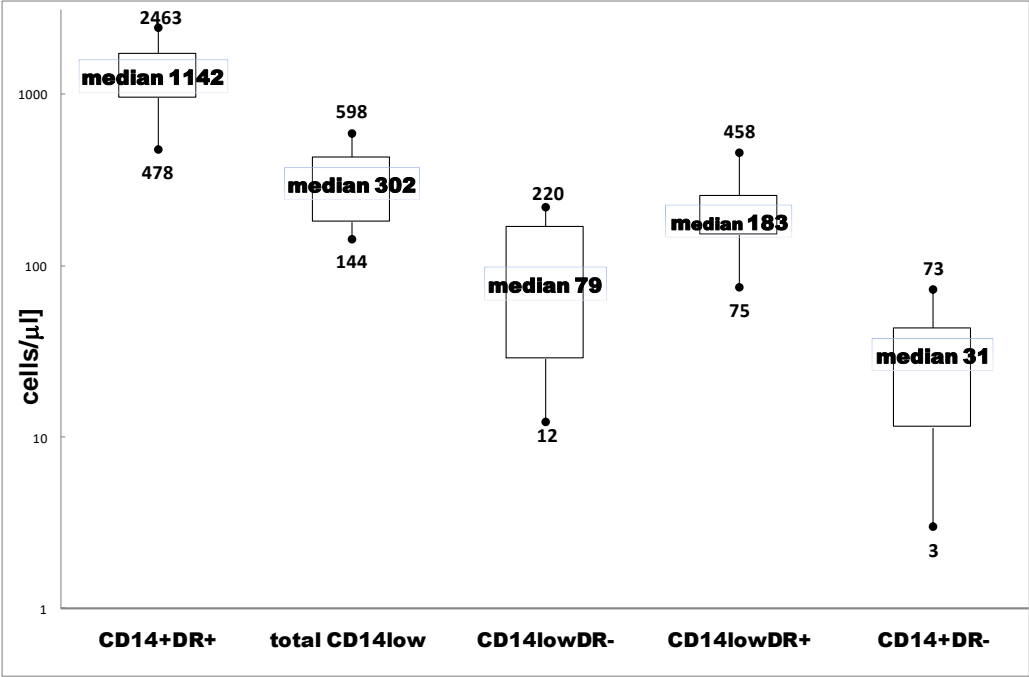 2463
median 1142
1000
598
478
458
median 302
220
median 183
144
100
73
median 79
75
cells/µl]
median 31
12
10
3
1
CD14+DR+ total CD14low CD14lowDR- CD14lowDR+ CD14+DR-